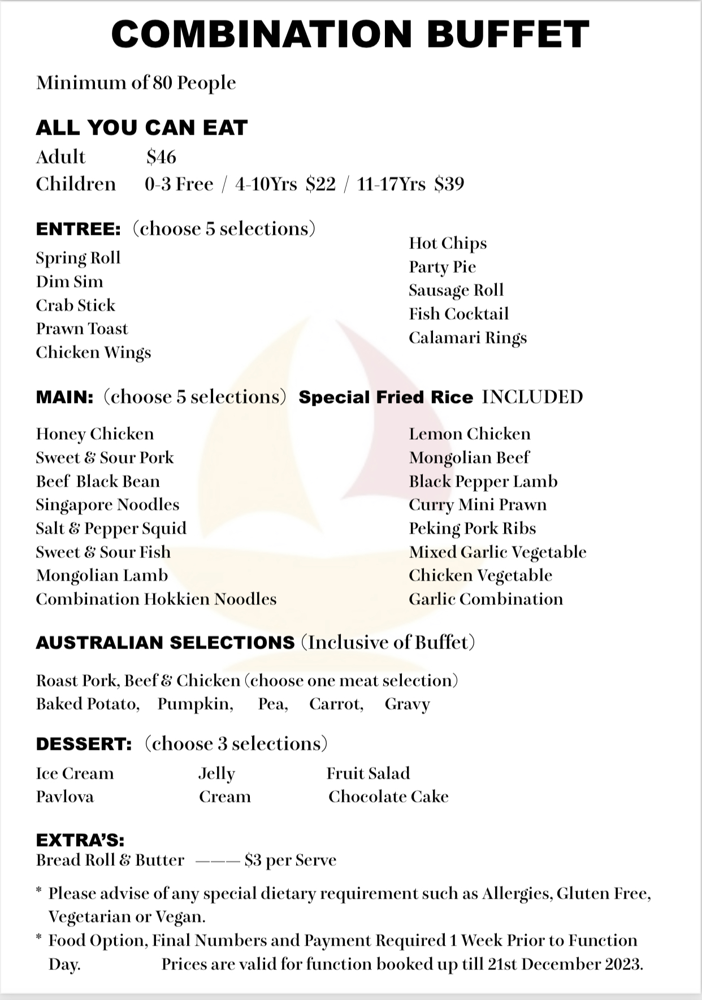 COMBINATION BUFFET
Minimum of 80 People
ALL YOU CAN EAT
Adult $46
Children 0-3 Free / 4-10Yrs $22 / 11-17Yrs $39
ENTREE: (choose 5 selections)
Spring Roll
Dim Sim
Crab Stick
Prawn Toast
Chicken Wings
Hot Chips
Party Pie
Sausage Roll
Fish Cocktail
Calamari Rings
MAIN: (choose 5 selections) Special Fried Rice INCLUDED
Honey Chicken
Sweet & Sour Pork
Beef Black Bean
Singapore Noodles
Salt & Pepper Squid
Sweet & Sour Fish
Mongolian Lamb
Combination Hokkien Noodles
Lemon Chicken
Mongolian Beef
Black Pepper Lamb
Curry Mini Prawn
Peking Pork Ribs
Mixed Garlic Vegetable
Chicken Vegetable
Garlic Combination
AUSTRALIAN SELECTIONS (Inclusive of Buffet)
Roast Pork, Beef & Chicken (choose one meat selection)
Baked Potato, Pumpkin, Pea, Carrot, Gravy
DESSERT: (choose 3 selections)
Ice Cream Jelly Fruit Salad
Pavlova Cream Chocolate Cake
EXTRA'S:
Bread Roll & Butter ——— $3 per Serve
* Please advise of any special dietary requirement such as Allergies, Gluten Free,
Vegetarian or Vegan.
* Food Option, Final Numbers and Payment Required 1 Week Prior to Function
Day. Prices are valid for function booked up till 21st December 2023.